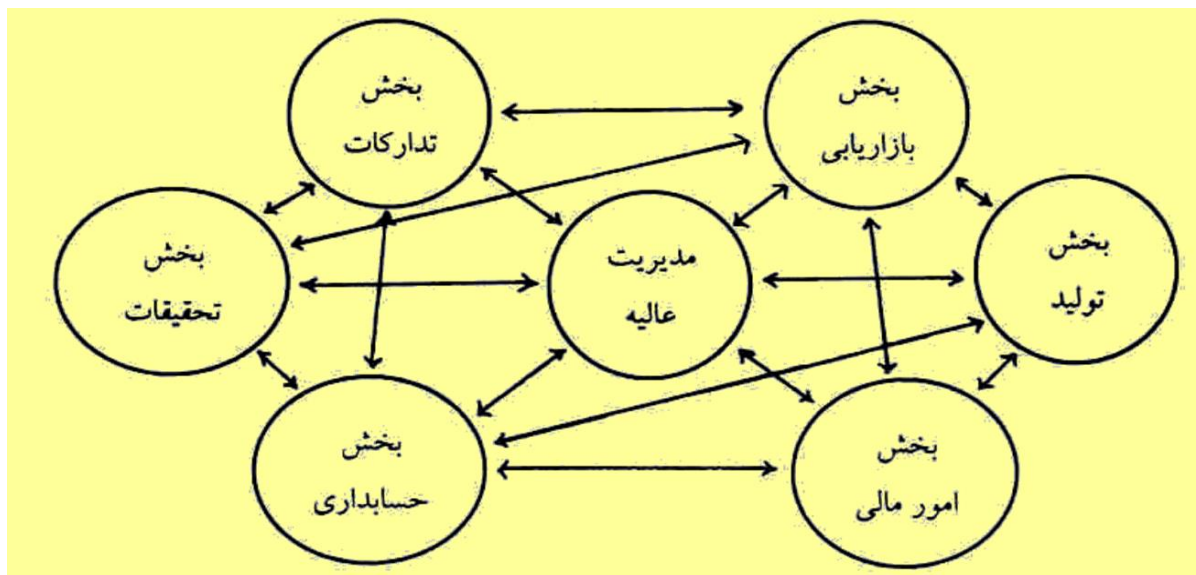 بخش
بازاریابی
بخش
تدارکات
بخش
تولید
مدیریت
عالیه
بخش
تحقیقات
بخش
امور مالی
بخش
حسابداری